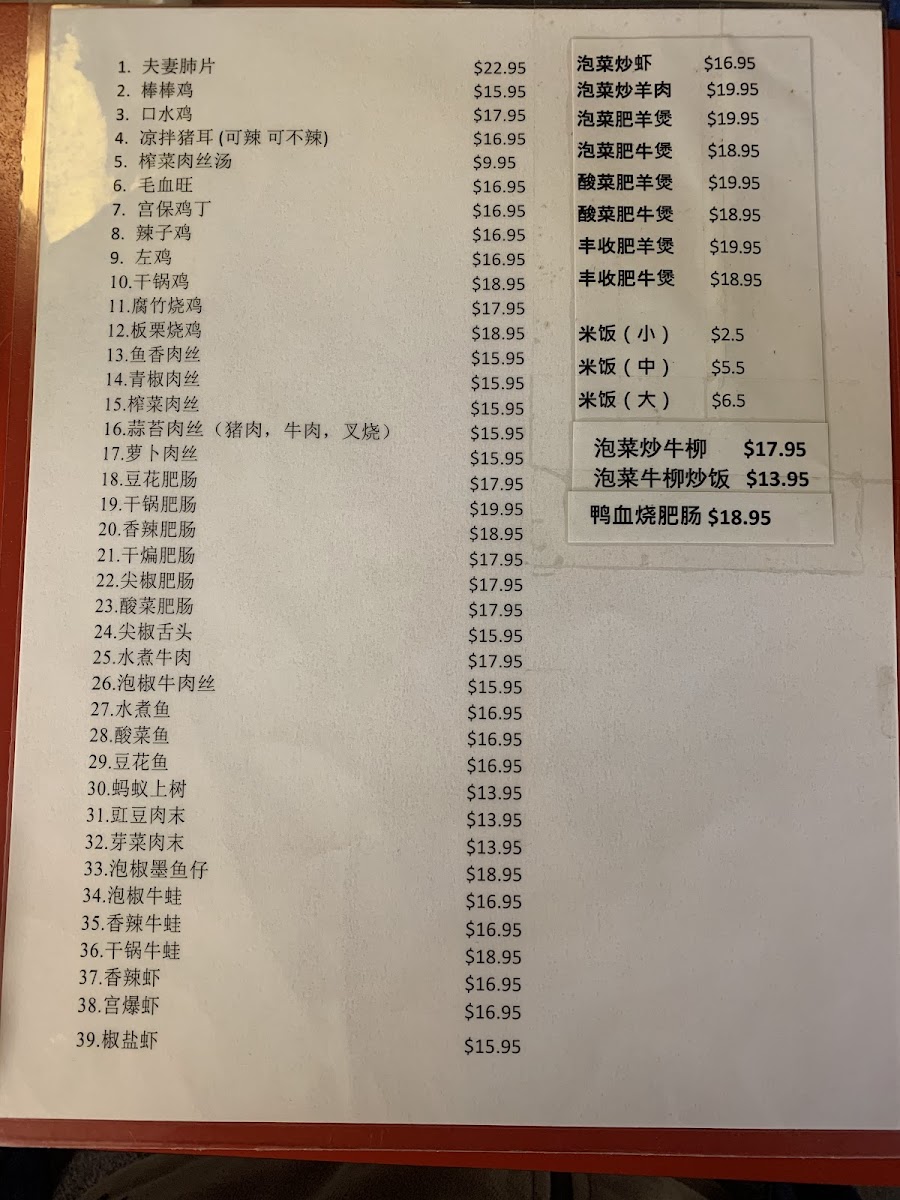 1. 夫妻肺片 $22.95
2. 棒棒鸡 $15.95
3. 口水鸡 $17.95
4. 凉拌猪耳 (可辣 可不辣) $16.95
5. 榨菜肉丝汤 $9.95
6. 毛血旺 $16.95
7. 宫保鸡丁 $16.95
8. 辣子鸡 $16.95
9. 左鸡 $16.95
10.干锅鸡 $18.95
11.腐竹烧鸡 $17.95
12.板栗烧鸡 $18.95
13.鱼香肉丝 $15.95
14.青椒肉丝 $15.95
15.榨菜肉丝 $15.95
16.蒜苔肉丝（猪肉，牛肉，叉烧） $15.95
17.萝卜肉丝 $15.95
18.豆花肥肠 $17.95
19.干锅肥肠 $19.95
20.香辣肥肠 $18.95
21.干煸肥肠 $17.95
22.尖椒肥肠 $17.95
23.酸菜肥肠 $17.95
24.尖椒舌头 $15.95
25.水煮牛肉 $17.95
26.泡椒牛肉丝 $15.95
27.水煮鱼 $16.95
28.酸菜鱼 $16.95
29.豆花鱼 $16.95
30.蚂蚁上树 $13.95
31.豇豆肉末 $13.95
32.芽菜肉末 $13.95
33.泡椒墨鱼仔 $18.95
34.泡椒牛蛙 $16.95
35.香辣牛蛙 $16.95
36.干锅牛蛙 $18.95
37.香辣虾 $16.95
38.宫爆虾 $16.95
39.椒盐虾 $15.95
泡菜炒虾 $16.95
泡菜炒羊肉 $19.95
泡菜肥羊煲 $19.95
泡菜肥牛煲 $18.95
酸菜肥羊煲 $19.95
酸菜肥牛煲 $18.95
丰收肥羊煲 $19.95
丰收肥牛煲 $18.95
米饭（小） $2.5
米饭（中） $5.5
米饭（大） $6.5
泡菜炒牛柳 $17.95
泡菜牛柳炒饭 $13.95
鸭血烧肥肠 $18.95